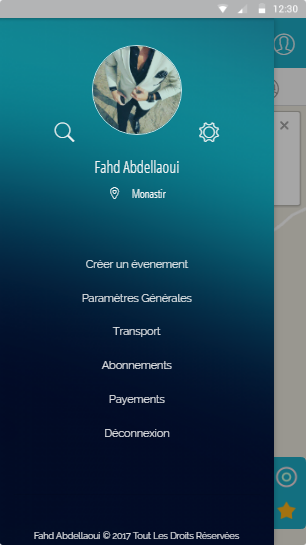 12:30
Fahd Abdellaoui
Monastir
Créer un évenement
Paramètres Générales
Transport
Abonnements
Payements
Déconnexion
Fahd Abdellaoui © 2017 Tout Les Droits Réservées